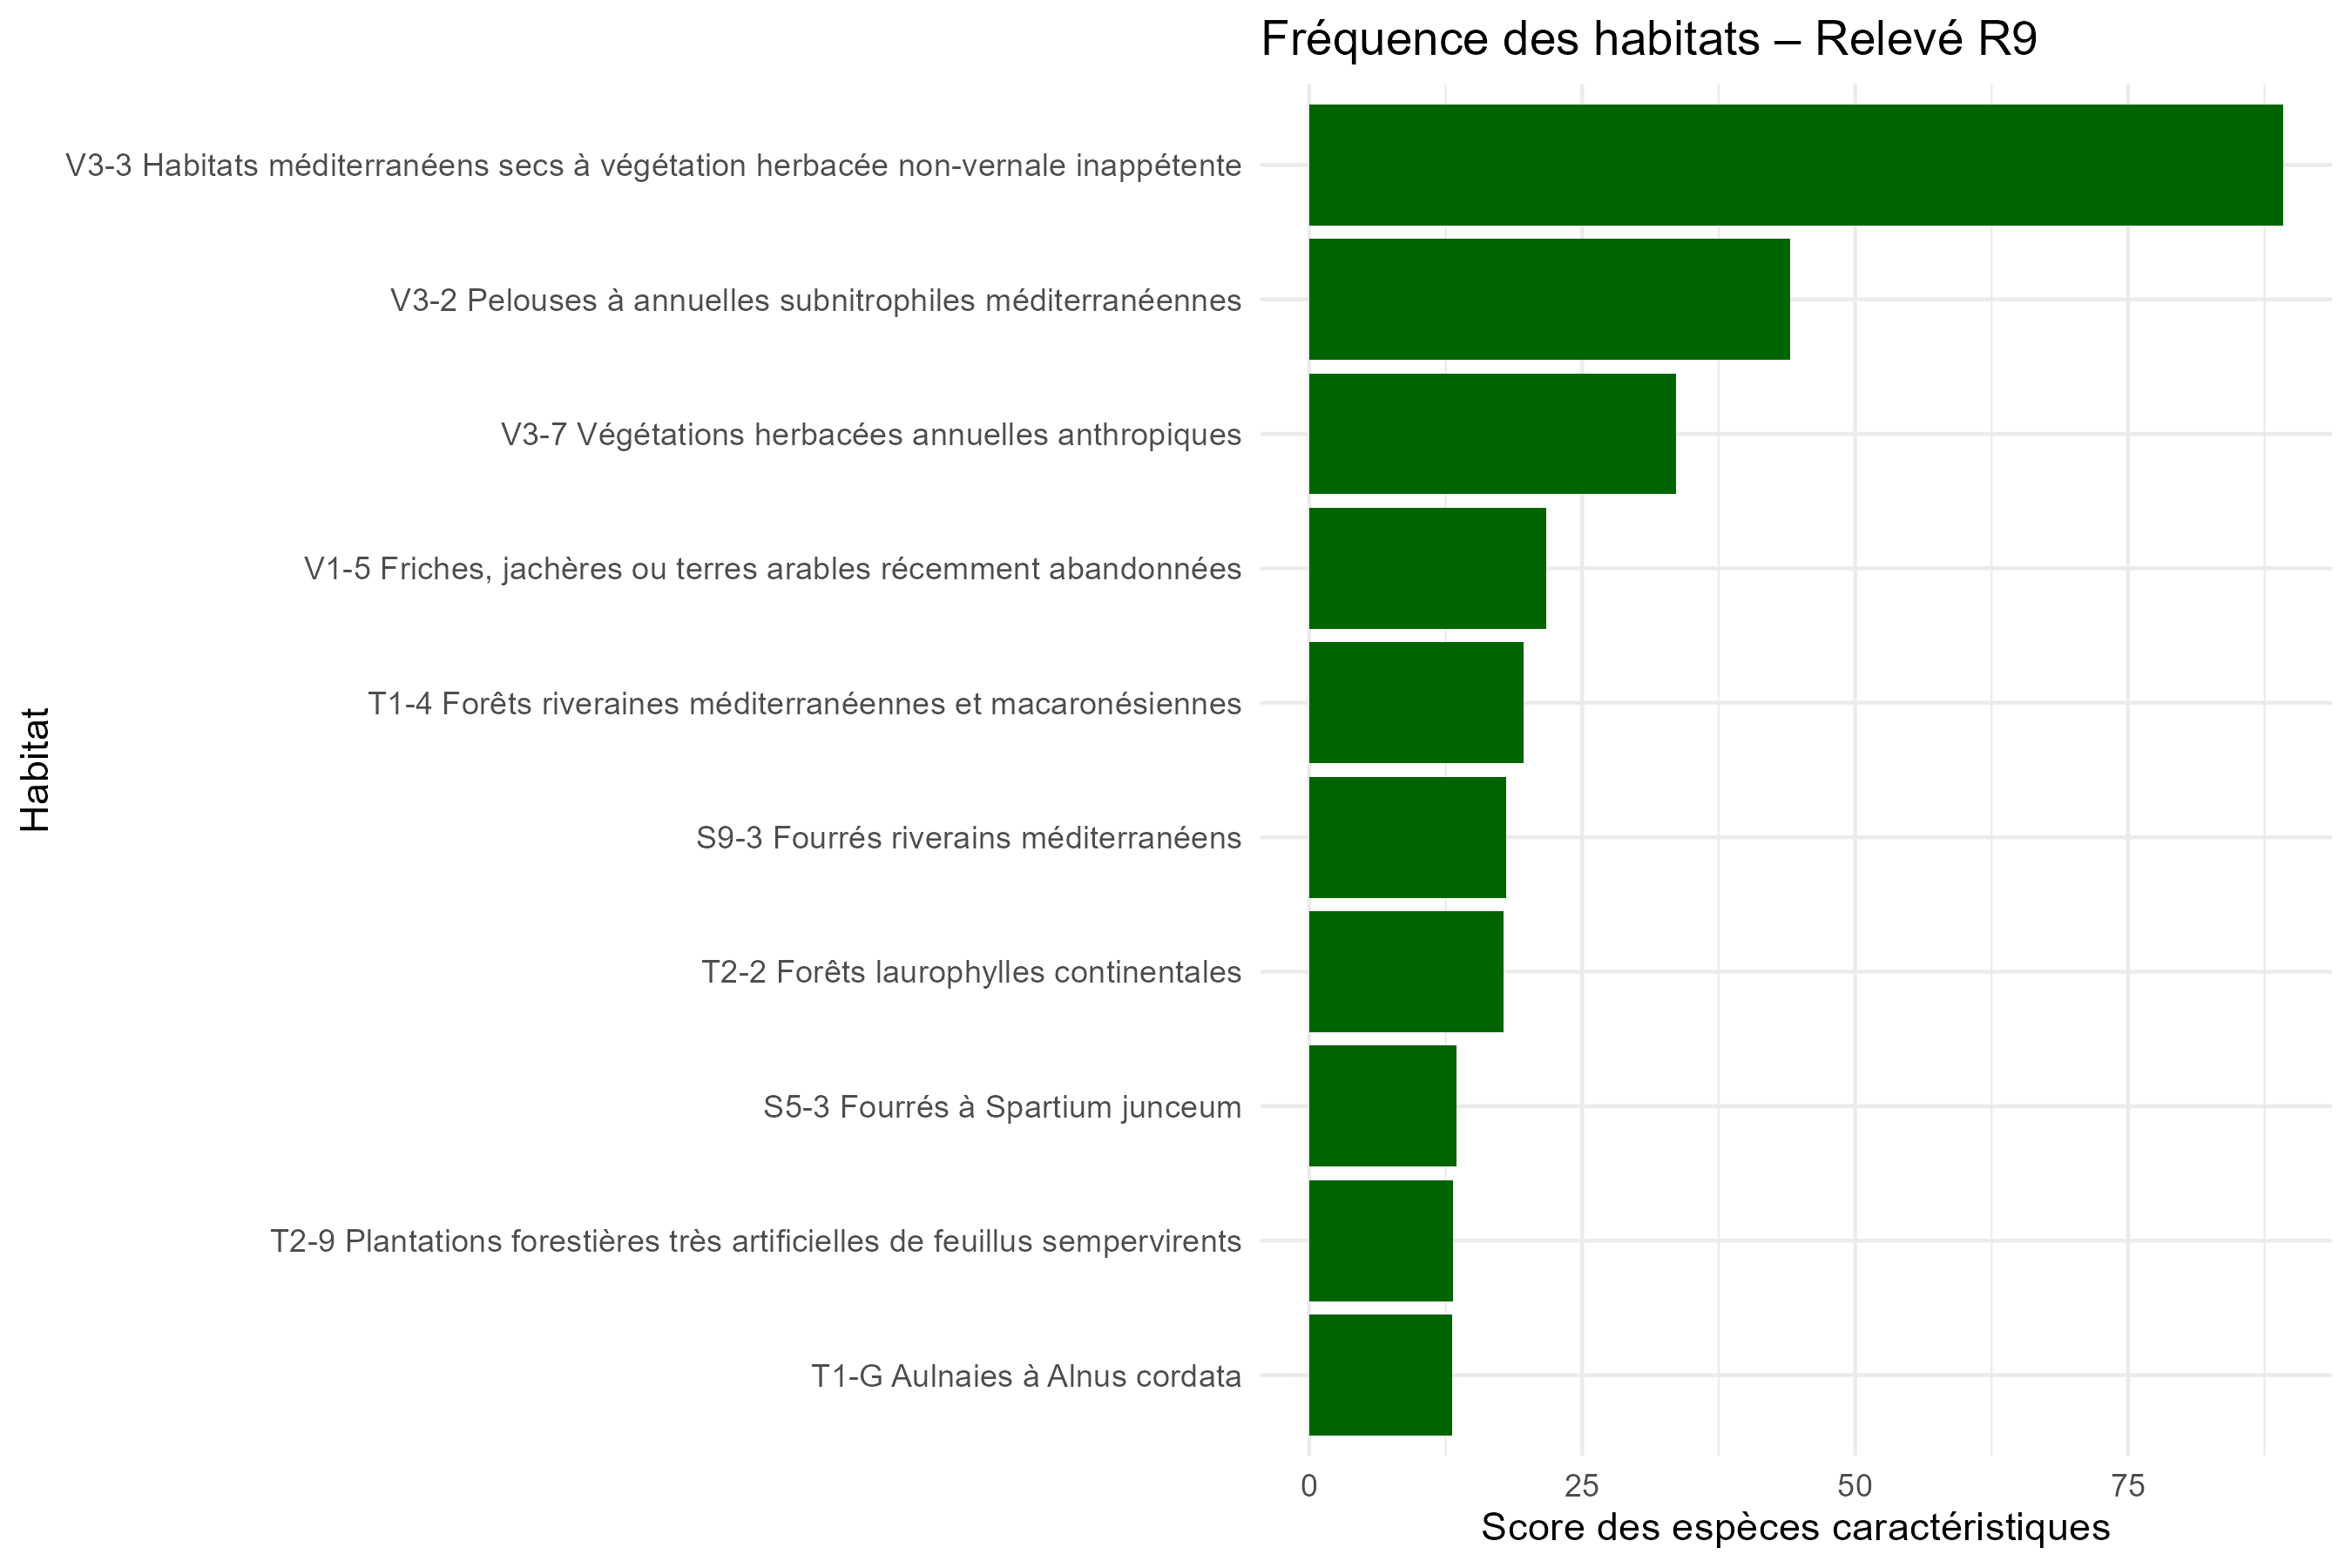 Fréquence des habitats – Relevé R9
V3-3 Habitats méditerranéens secs à végétation herbacée non-vernale inappétente
V3-2 Pelouses à annuelles subnitrophiles méditerranéennes
V3-7 Végétations herbacées annuelles anthropiques
V1-5 Friches, jachères ou terres arables récemment abandonnées
T1-4 Forêts riveraines méditerranéennes et macaronésiennes
S9-3 Fourrés riverains méditerranéens
T2-2 Forêts laurophylles continentales
S5-3 Fourrés à Spartium junceum
T2-9 Plantations forestières très artificielles de feuillus sempervirents
T1-G Aulnaies à Alnus cordata
Habitat
0 25 50 75
Score des espèces caractéristiques